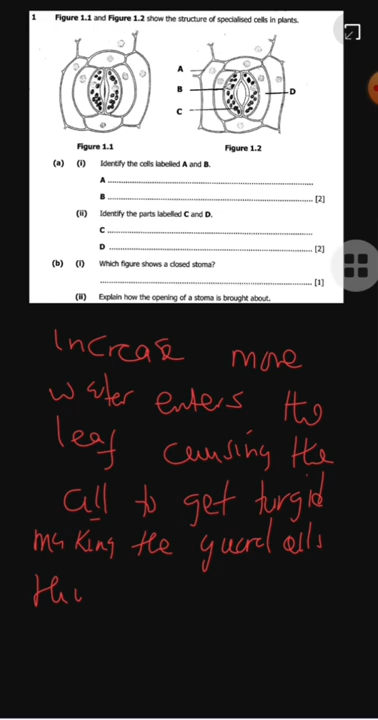 1 Figure 1.1 and Figure 1.2 show the structure of specialised cells in plants.
A
B
C
D
Figure 1.1 Figure 1.2
(a) (i) Identify the cells labelled A and B.
A ..........................................................
B .......................................................... [2]
(ii) Identify the parts labelled C and D.
C ..........................................................
D .......................................................... [2]
(b) (i) Which figure shows a closed stoma?
.......................................................... [1]
(ii) Explain how the opening of a stoma is brought about.
Increase more
water enters the
leaf causing the
cell to get turgid
making the guard cells